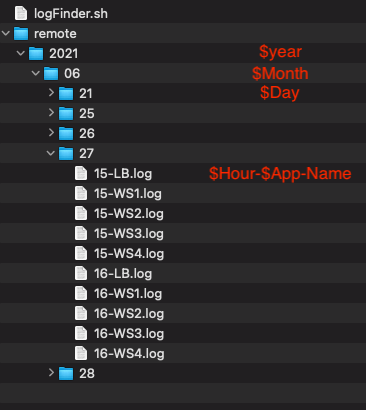 logFinder.sh
remote
2021 $year
06 $Month
21 $Day
25
26
27
15-LB.log $Hour-$App-Name
15-WS1.log
15-WS2.log
15-WS3.log
15-WS4.log
16-LB.log
16-WS1.log
16-WS2.log
16-WS3.log
16-WS4.log
28